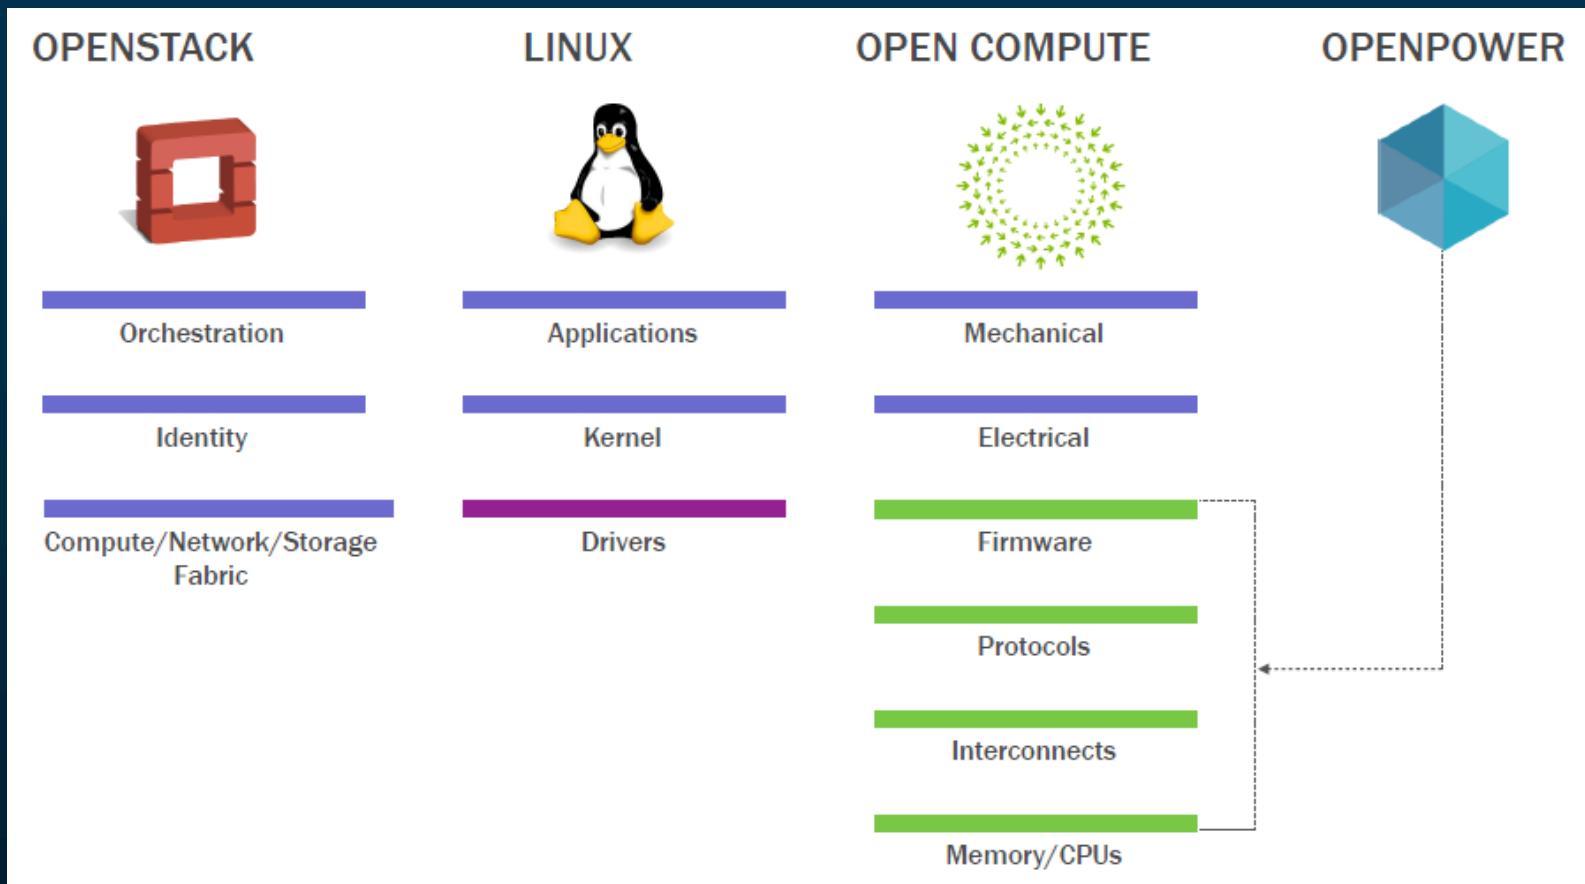 OPENSTACK
LINUX
OPEN COMPUTE
OPENPOWER
Orchestration
Applications
Mechanical
Identity
Kernel
Electrical
Compute/Network/Storage
Fabric
Drivers
Firmware
Protocols
Interconnects
Memory/CPUs